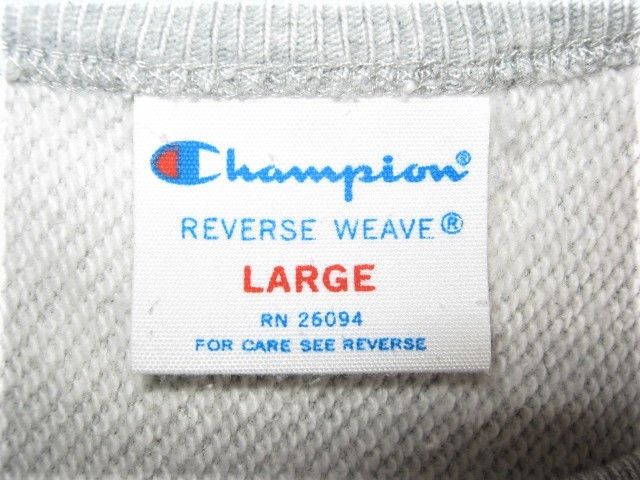 Champion®
REVERSE WEAVE®
LARGE
RN 26094
FOR CARE SEE REVERSE